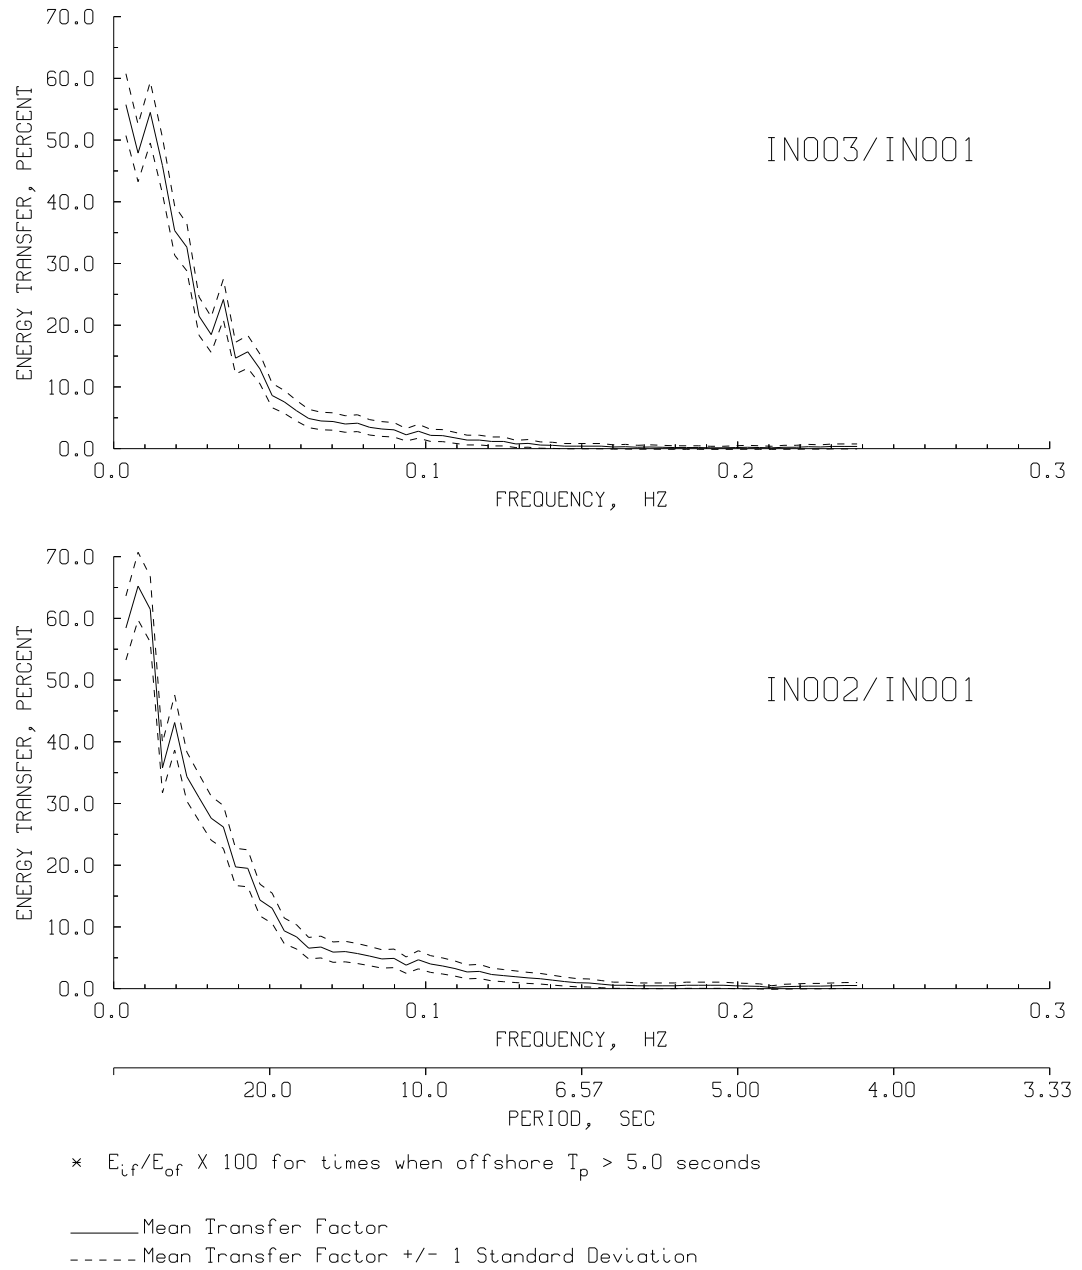 70.0
60.0
50.0
40.0
30.0
20.0
10.0
0.0
ENERGY TRANSFER, PERCENT
IN003/IN001
0.0 0.1 0.2 0.3
FREQUENCY, HZ
70.0
60.0
50.0
40.0
30.0
20.0
10.0
0.0
ENERGY TRANSFER, PERCENT
IN002/IN001
0.0 0.1 0.2 0.3
FREQUENCY, HZ
20.0 10.0 6.57 5.00 4.00 3.33
PERIOD, SEC
* Eif/Eof X 100 for times when offshore Tp > 5.0 seconds
Mean Transfer Factor
Mean Transfer Factor +/- 1 Standard Deviation